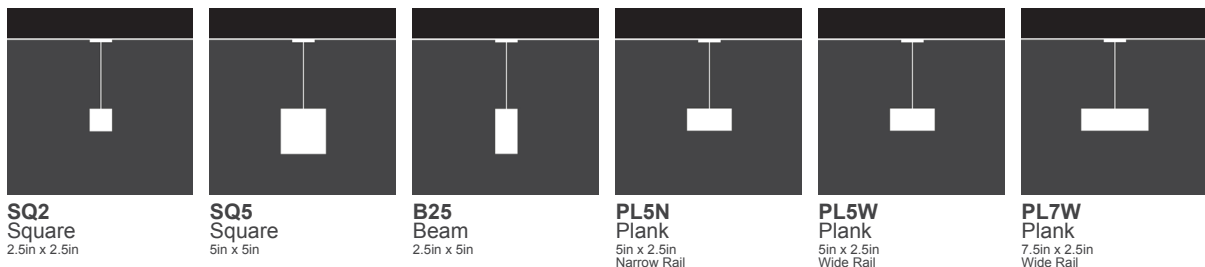 SQ2
Square
2.5in x 2.5in
SQ5
Square
5in x 5in
B25
Beam
2.5in x 5in
PL5N
Plank
5in x 2.5in
Narrow Rail
PL5W
Plank
5in x 2.5in
Wide Rail
PL7W
Plank
7.5in x 2.5in
Wide Rail